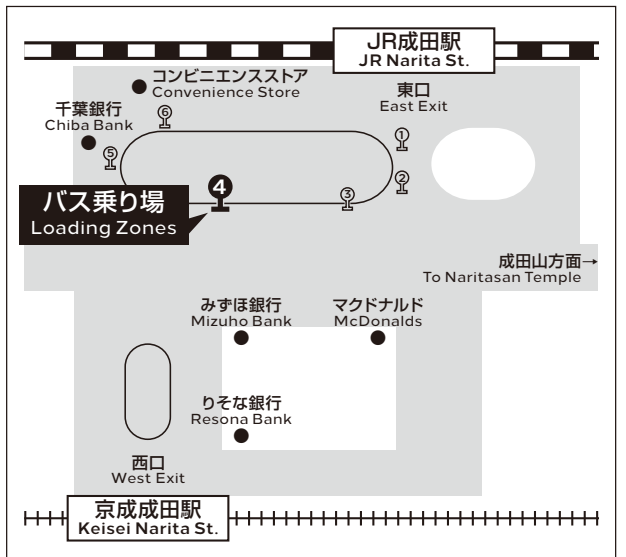 JR成田駅
JR Narita St.
コンビニエンスストア
Convenience Store
東口
East Exit
千葉銀行
Chiba Bank
⑥
①
⑤
②
4
③
バス乗り場
Loading Zones
成田山方面→
To Naritasan Temple
みずほ銀行
Mizuho Bank
マクドナルド
McDonalds
りそな銀行
Resona Bank
西口
West Exit
京成成田駅
Keisei Narita St.